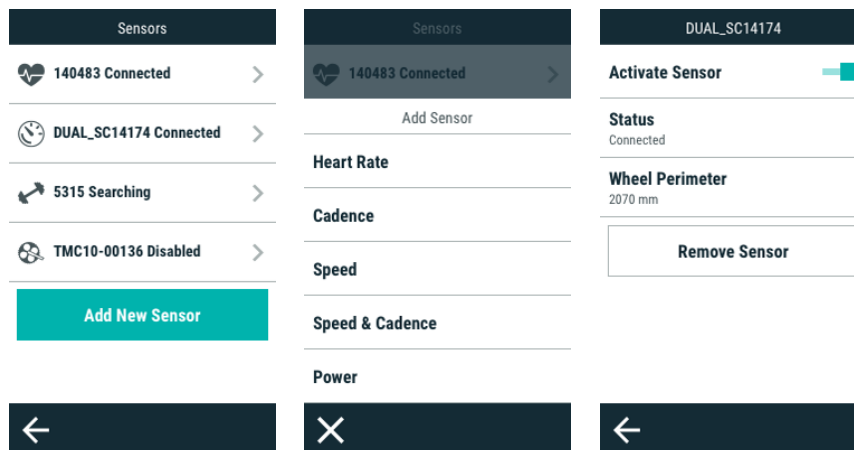 Sensors
140483 Connected
DUAL_SC14174 Connected
5315 Searching
TMC10-00136 Disabled
Add New Sensor
Sensors
140483 Connected
Add Sensor
Heart Rate
Cadence
Speed
Speed & Cadence
Power
DUAL_SC14174
Activate Sensor
Status
Connected
Wheel Perimeter
2070 mm
Remove Sensor